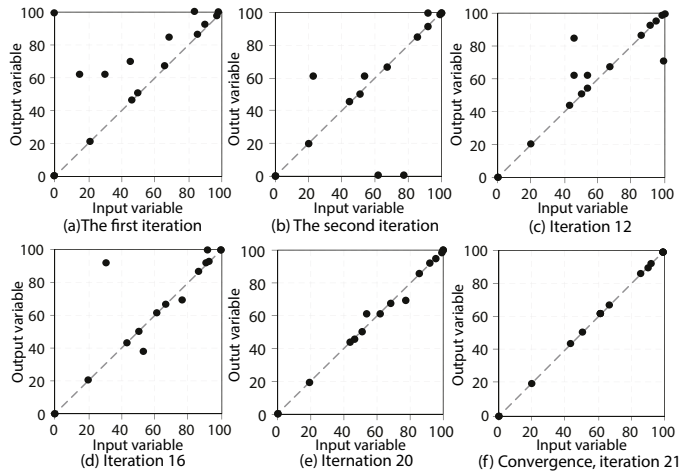 100
80
60
40
20
0
Output variable
0 20 40 60 80 100
Input variable
(a)The first iteration
100
80
60
40
20
0
Outut variable
0 20 40 60 80 100
Input variable
(b) The second iteration
100
80
60
40
20
0
Output variable
0 20 40 60 80 100
Input variable
(c) Iteration 12
100
80
60
40
20
0
Output variable
0 20 40 60 80 100
Input variable
(d) Iteration 16
100
80
60
40
20
0
Output variable
0 20 40 60 80 100
Input variable
(e) Iternation 20
100
80
60
40
20
0
Output variable
0 20 40 60 80 100
Input variable
(f) Convergence, iteration 21